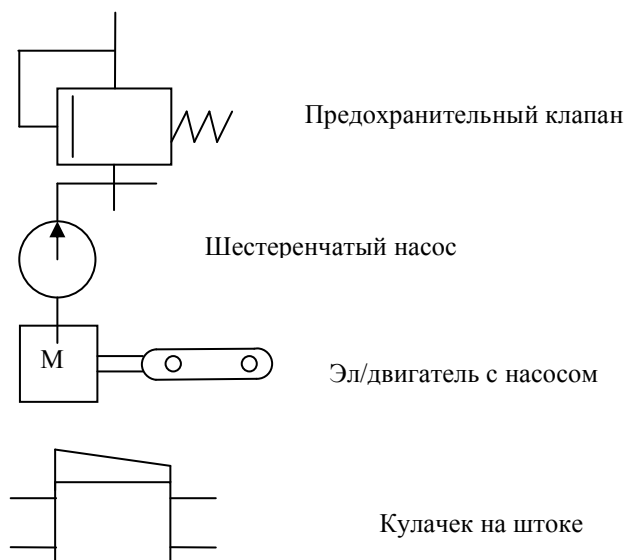 Предохранительный клапан
Шестеренчатый насос
М
Эл/двигатель с насосом
Кулачек на штоке